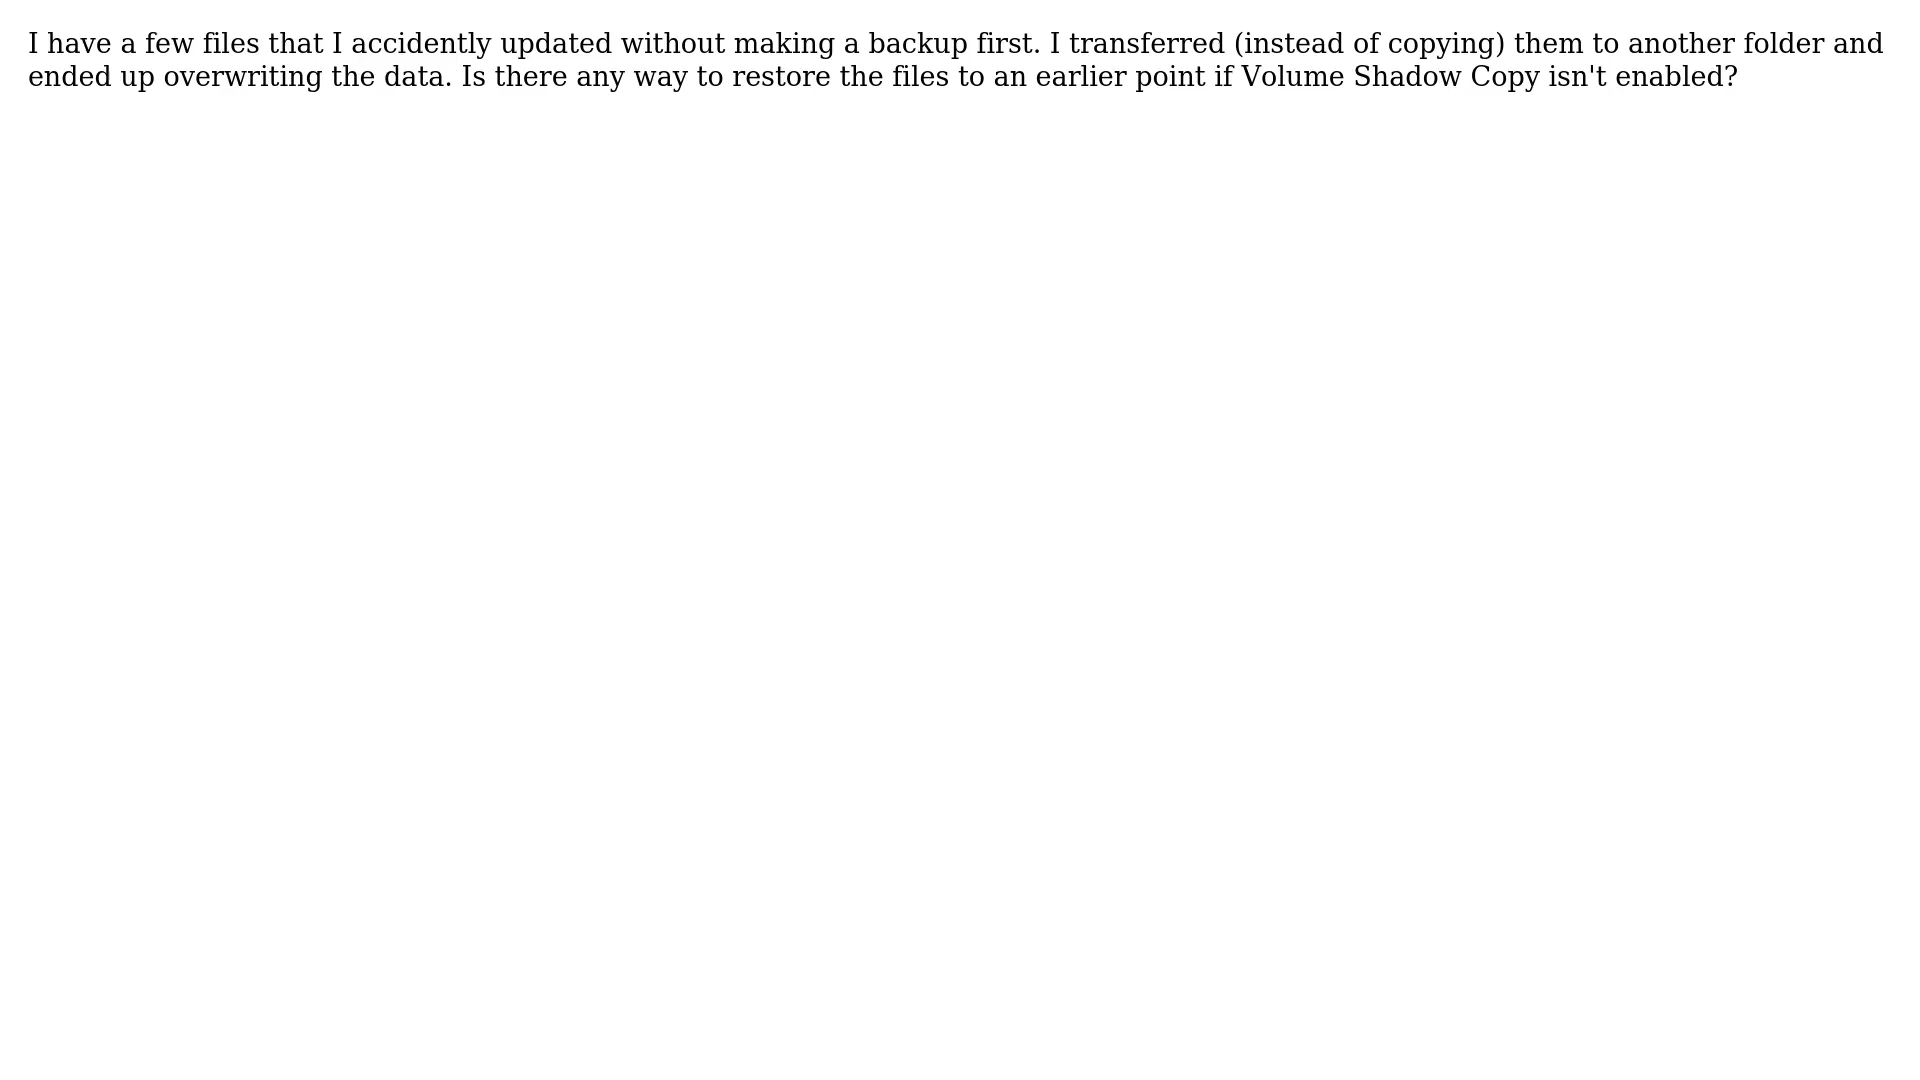 I have a few files that I accidently updated without making a backup first. I transferred (instead of copying) them to another folder and
ended up overwriting the data. Is there any way to restore the files to an earlier point if Volume Shadow Copy isn't enabled?